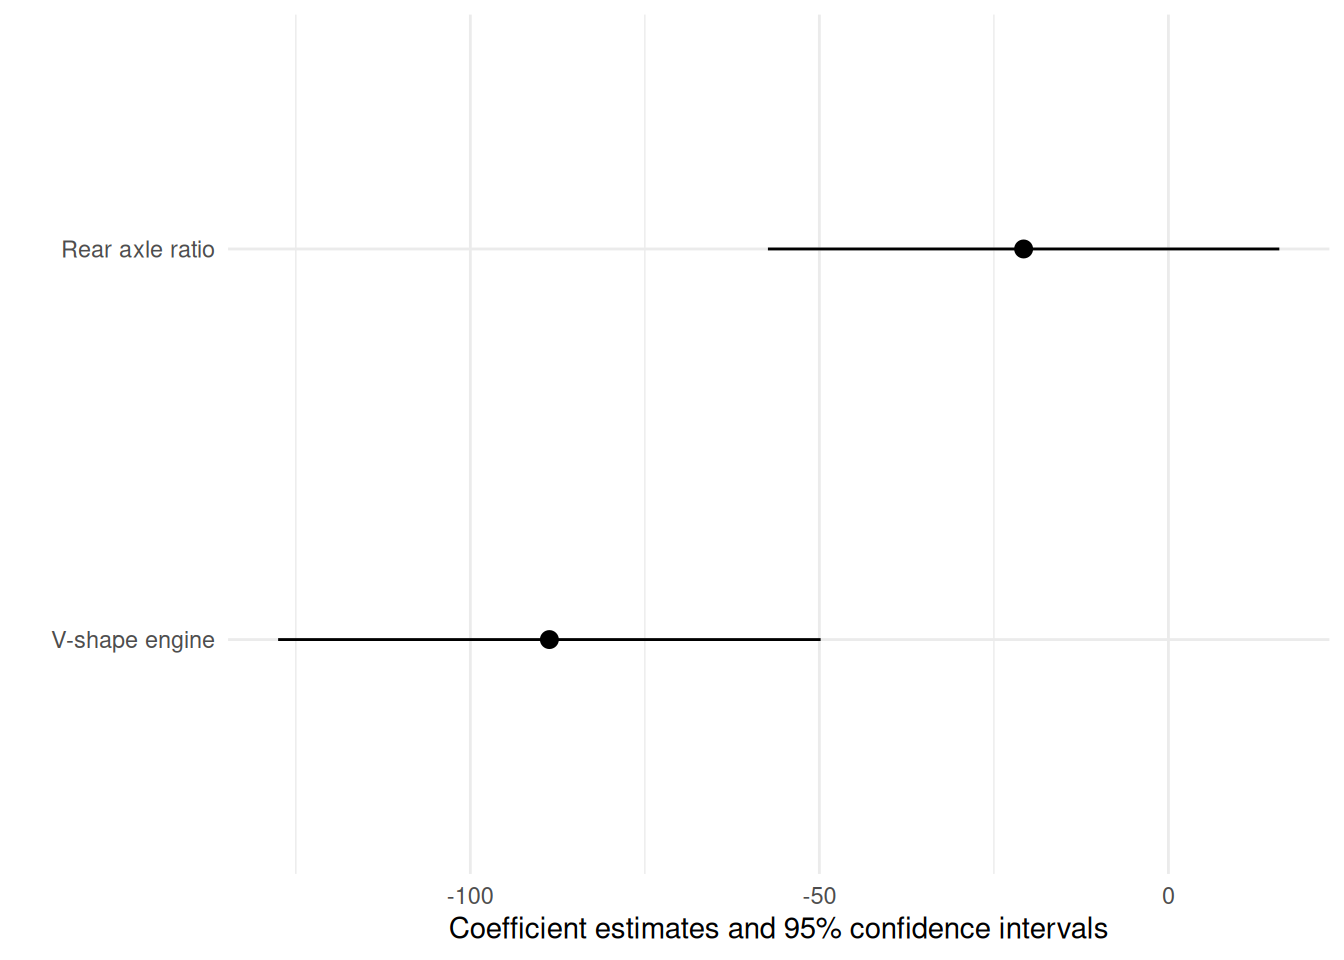 Rear axle ratio
V-shape engine
-100
-50
0
Coefficient estimates and 95% confidence intervals